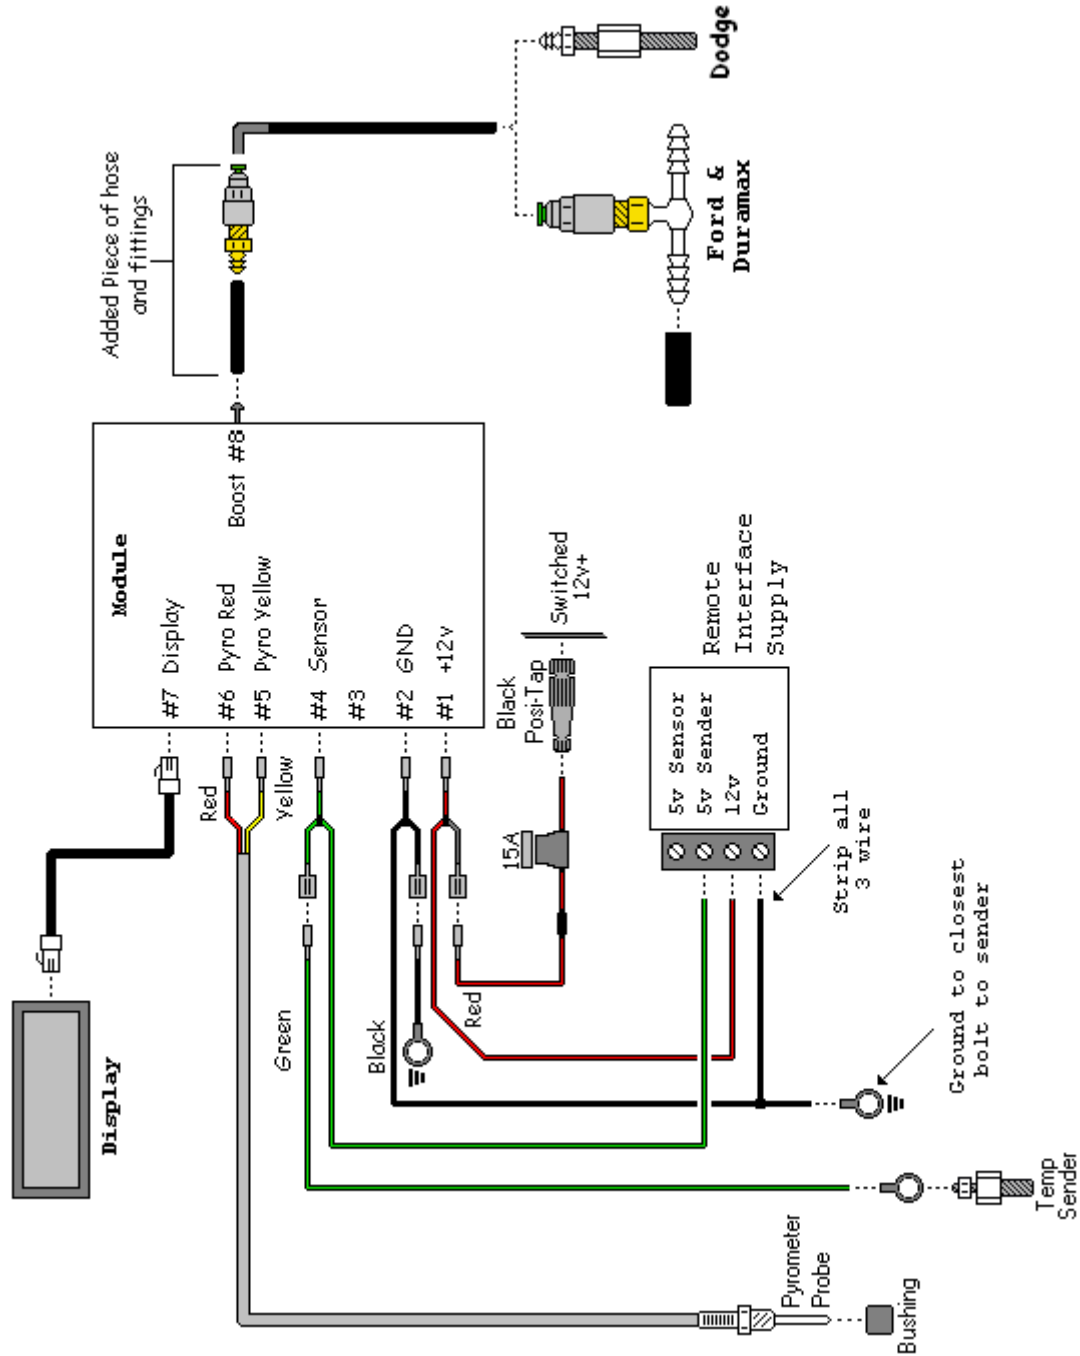 Display
Module
#7 Display
#6 Pyro Red
#5 Pyro Yellow
#4 Sensor
#3
#2 GND
#1 +12v
Boost #8
Added piece of hose
and fittings
Dodge
Ford &
Duramax
Red
Yellow
Green
Black
Red
15A
Black
Posi-Tap
Switched
12v+
5v Sensor
5v Sender
12v
Ground
Remote
Interface
Supply
Strip all
3 wire
Ground to closest
bolt to sender
Temp
Sender
Pyrometer
Probe
Bushing